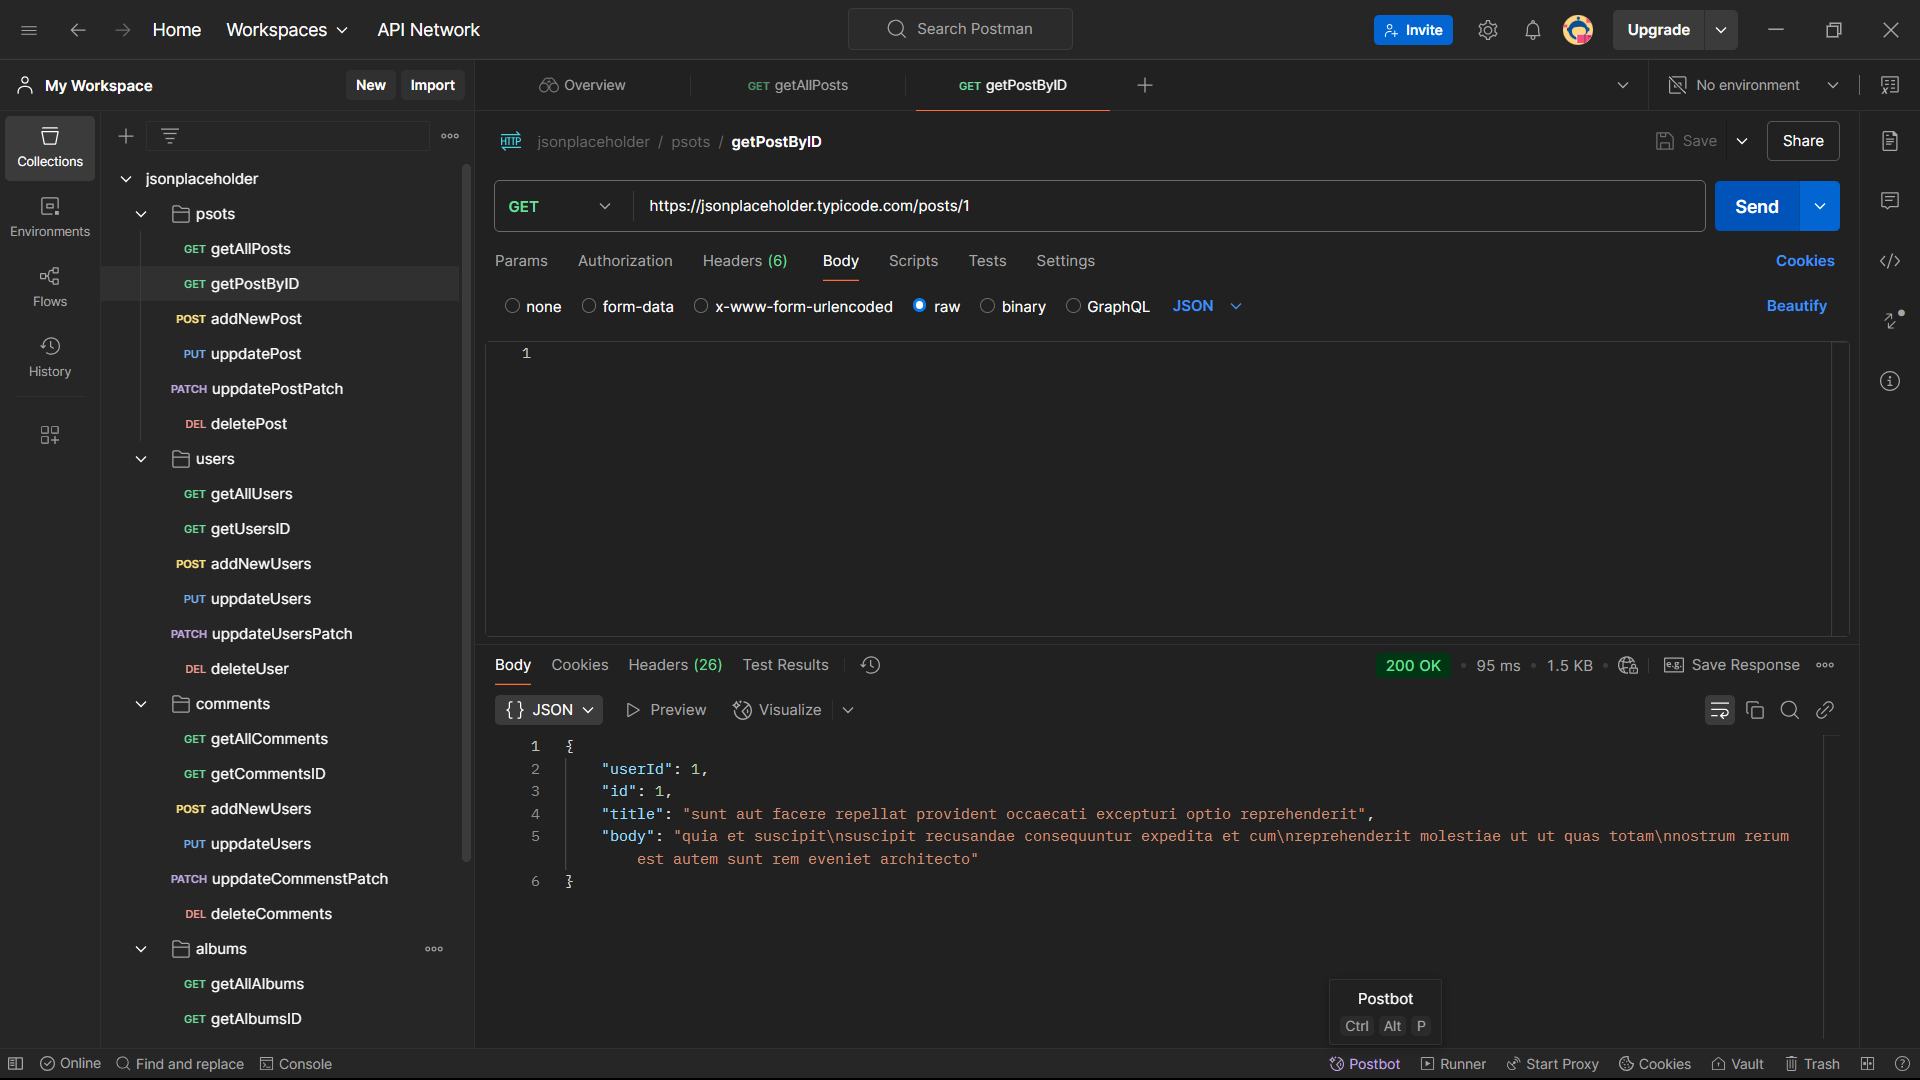 Home Workspaces API Network Search Postman Invite Upgrade
My Workspace New Import Overview GET getAllPosts GET getPostByID No environment
Collections
Environments
Flows
History
jsonplaceholder
psots
GET getAllPosts
GET getPostByID
POST addNewPost
PUT uppdatePost
PATCH uppdatePostPatch
DEL deletePost
users
GET getAllUsers
GET getUsersID
POST addNewUsers
PUT uppdateUsers
PATCH uppdateUsersPatch
DEL deleteUser
comments
GET getAllComments
GET getCommentsID
POST addNewUsers
PUT uppdateUsers
PATCH uppdateCommenstPatch
DEL deleteComments
albums
GET getAllAlbums
GET getAlbumsID
HTTP jsonplaceholder / psots / getPostByID Save Share
GET https://jsonplaceholder.typicode.com/posts/1 Send
Params Authorization Headers (6) Body Scripts Tests Settings Cookies
none form-data x-www-form-urlencoded raw binary GraphQL JSON Beautify
1
Body Cookies Headers (26) Test Results 200 OK 95 ms 1.5 KB e.g. Save Response
{} JSON Preview Visualize
1 {
2 "userId": 1,
3 "id": 1,
4 "title": "sunt aut facere repellat provident occaecati excepturi optio reprehenderit",
5 "body": "quia et suscipit\nsuscipit recusandae consequuntur expedita et cum\nreprehenderit molestiae ut ut quas totam\nnostrum rerum
est autem sunt rem eveniet architecto"
6 }
Postbot
Ctrl Alt P
Online Find and replace Console Postbot Runner Start Proxy Cookies Vault Trash